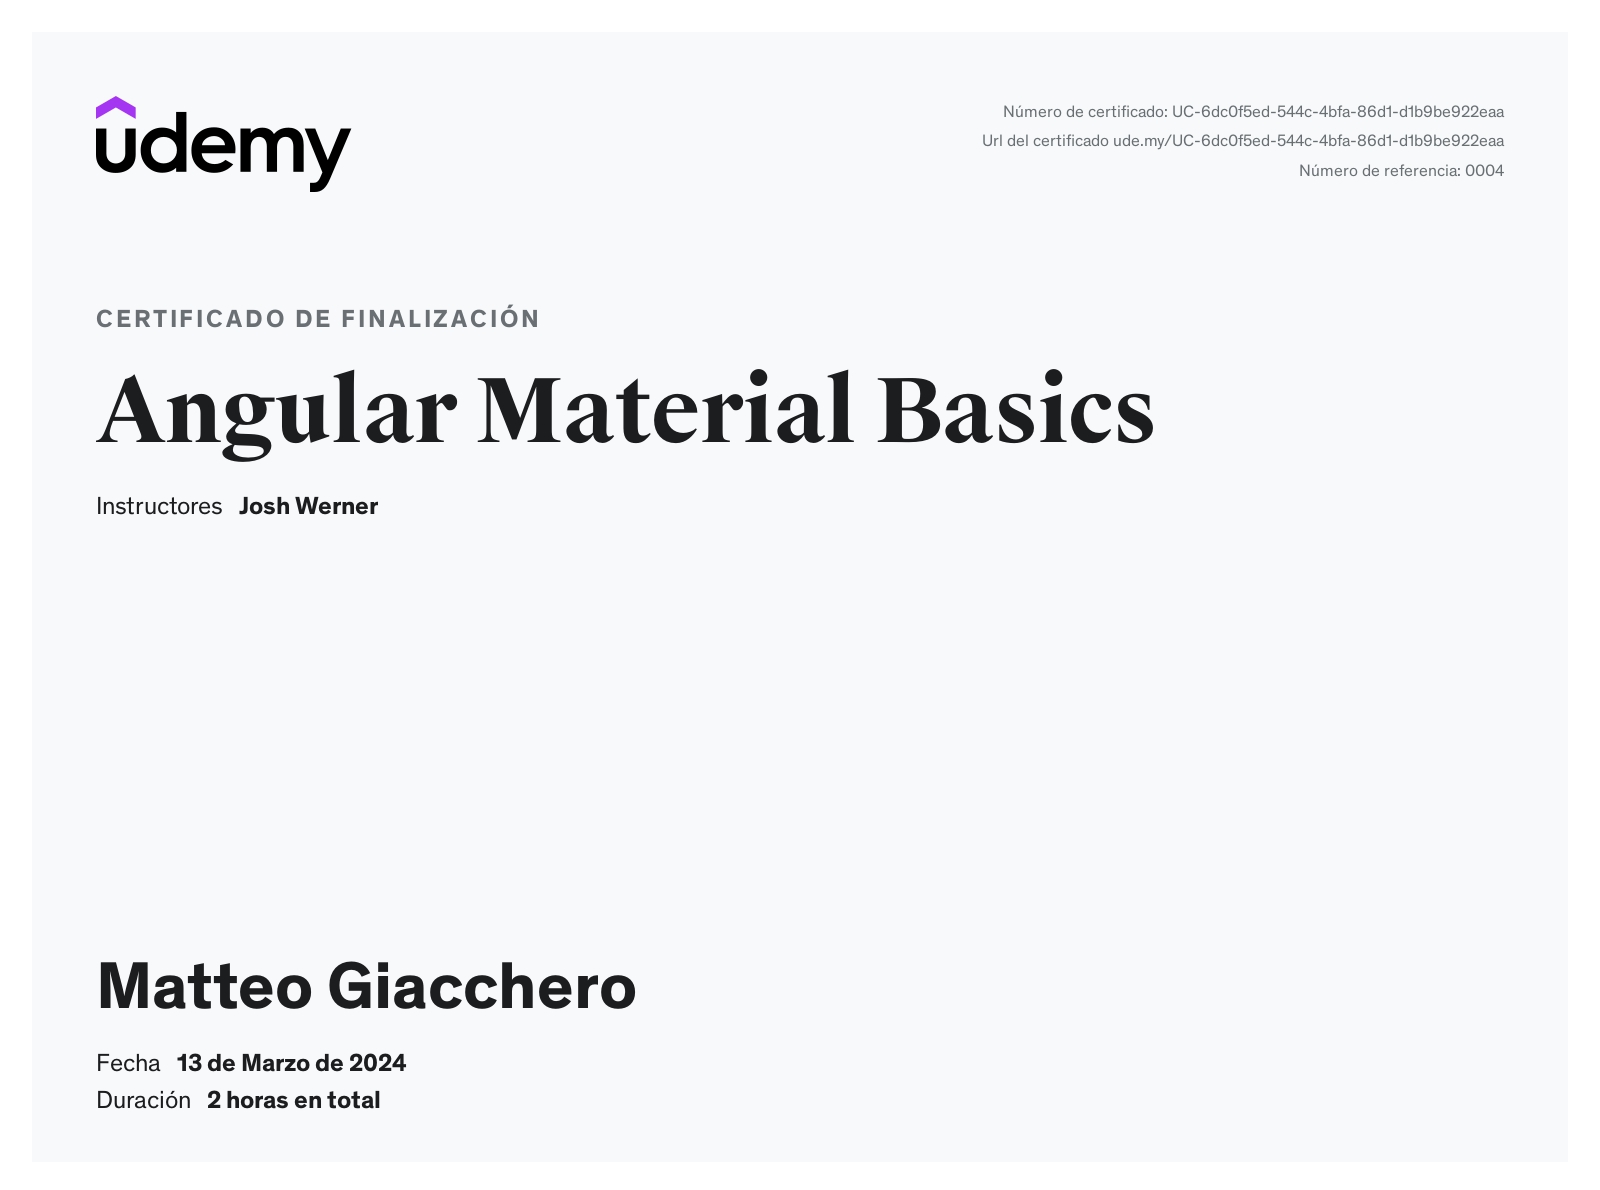 udemy
Número de certificado: UC-6dc0f5ed-544c-4bfa-86d1-d1b9be922eaa
Url del certificado ude.my/UC-6dc0f5ed-544c-4bfa-86d1-d1b9be922eaa
Número de referencia: 0004
CERTIFICADO DE FINALIZACIÓN
Angular Material Basics
Instructores Josh Werner
Matteo Giacchero
Fecha 13 de Marzo de 2024
Duración 2 horas en total